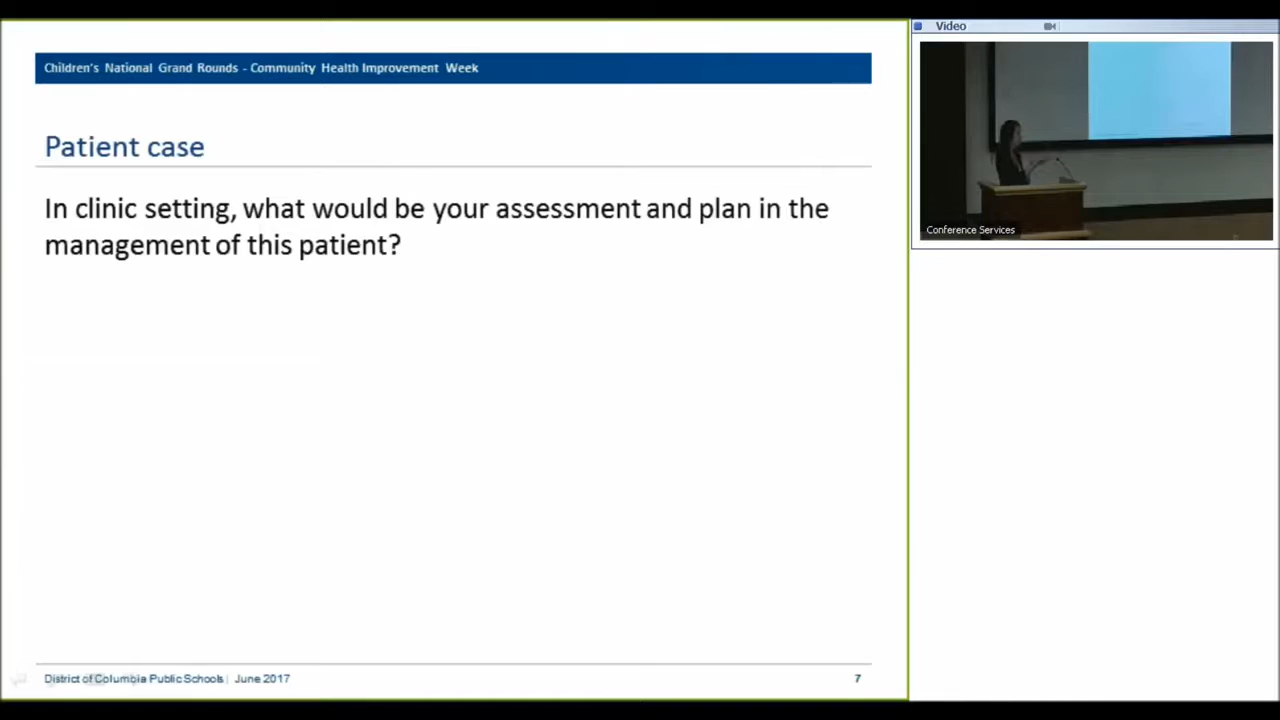 Children's National Grand Rounds - Community Health Improvement Week
Patient case
In clinic setting, what would be your assessment and plan in the
management of this patient?
District of Columbia Public Schools | June 2017
7
Video
Conference Services